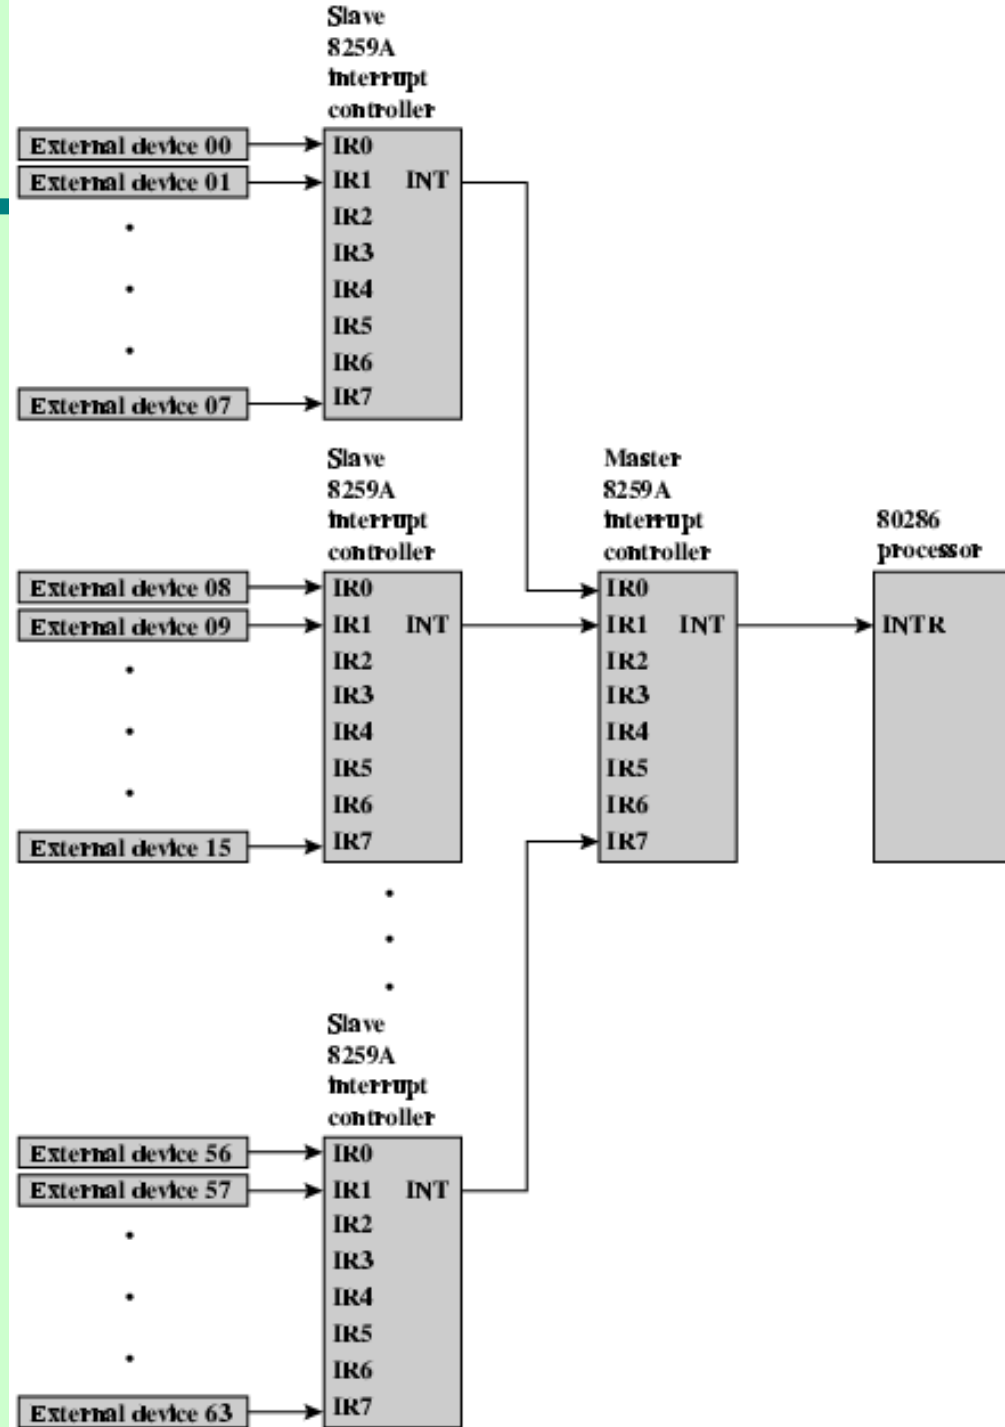 Slave
8259A
interrupt
controller
External device 00
IR0
External device 01
IR1 INT
IR2
IR3
IR4
IR5
IR6
External device 07
IR7
Slave
8259A
interrupt
controller
Master
8259A
interrupt
controller
80286
processor
External device 08
IR0
IR0
External device 09
IR1 INT
IR1 INT
INTR
IR2
IR2
IR3
IR3
IR4
IR4
IR5
IR5
IR6
IR6
External device 15
IR7
IR7
Slave
8259A
interrupt
controller
External device 56
IR0
External device 57
IR1 INT
IR2
IR3
IR4
IR5
IR6
External device 63
IR7